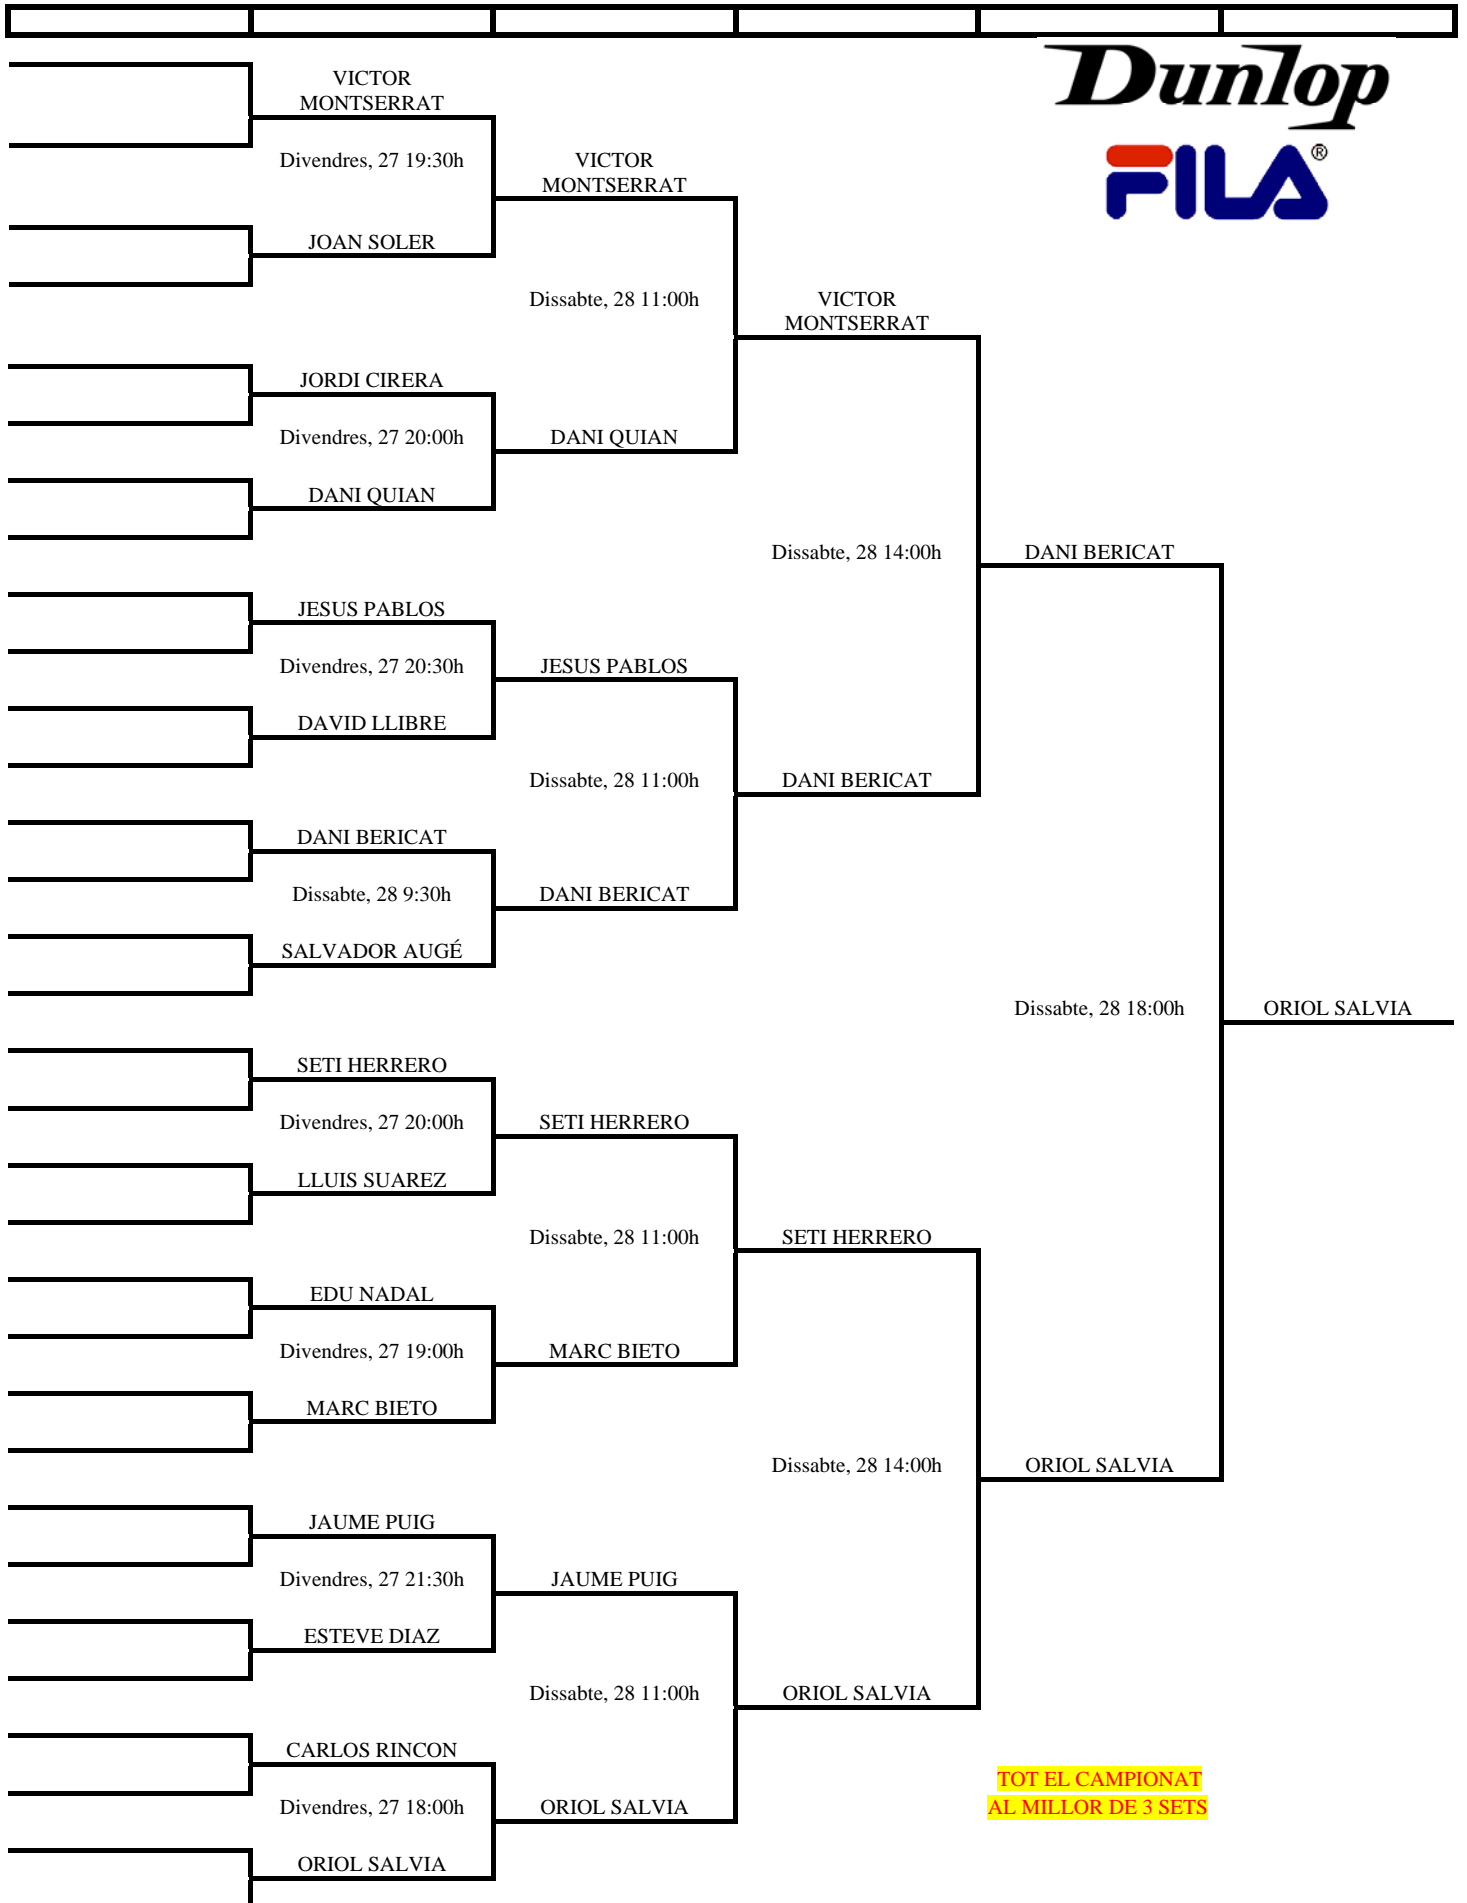 Dunlop
FILA®
VICTOR
MONTSERRAT
Divendres, 27 19:30h
VICTOR
MONTSERRAT
JOAN SOLER
Dissabte, 28 11:00h
VICTOR
MONTSERRAT
JORDI CIRERA
Divendres, 27 20:00h
DANI QUIAN
DANI QUIAN
Dissabte, 28 14:00h
DANI BERICAT
JESUS PABLOS
Divendres, 27 20:30h
JESUS PABLOS
DAVID LLIBRE
Dissabte, 28 11:00h
DANI BERICAT
DANI BERICAT
Dissabte, 28 9:30h
DANI BERICAT
SALVADOR AUGÉ
Dissabte, 28 18:00h
ORIOL SALVIA
SETI HERRERO
Divendres, 27 20:00h
SETI HERRERO
LLUIS SUAREZ
Dissabte, 28 11:00h
SETI HERRERO
EDU NADAL
Divendres, 27 19:00h
MARC BIETO
MARC BIETO
Dissabte, 28 14:00h
ORIOL SALVIA
JAUME PUIG
Divendres, 27 21:30h
JAUME PUIG
ESTEVE DIAZ
Dissabte, 28 11:00h
ORIOL SALVIA
CARLOS RINCON
Divendres, 27 18:00h
ORIOL SALVIA
ORIOL SALVIA
TOT EL CAMPIONAT
AL MILLOR DE 3 SETS